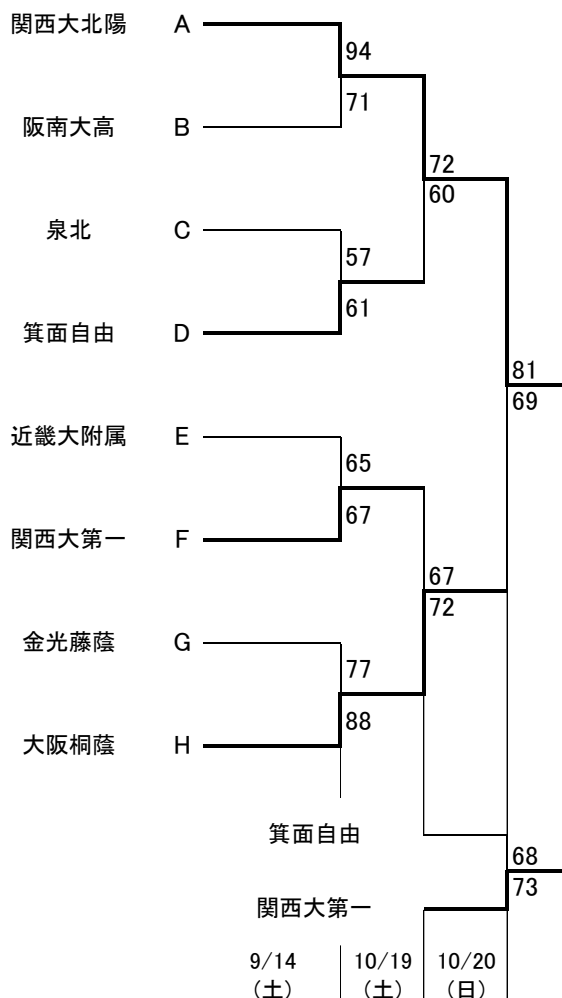 関西大北陽 A
94
71
阪南大高 B
72
60
泉北 C
57
61
箕面自由 D
81
69
近畿大附属 E
65
67
関西大第一 F
67
72
金光藤蔭 G
77
88
大阪桐蔭 H
箕面自由
68
73
関西大第一
9/14 10/19 10/20
（土） （土） （日）